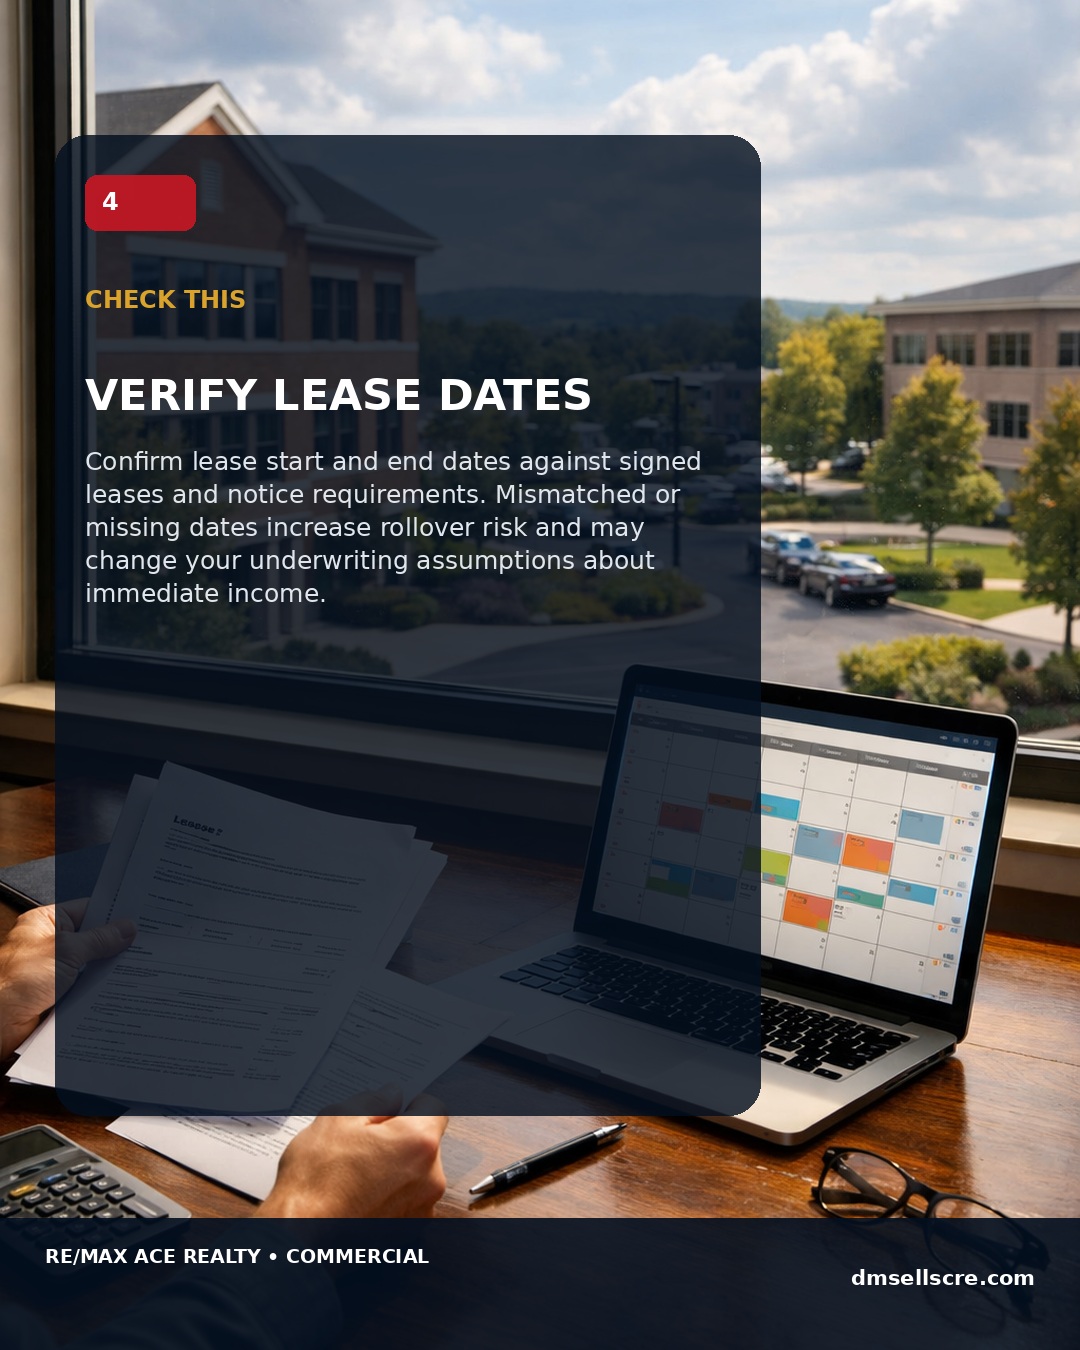 4
CHECK THIS
VERIFY LEASE DATES
Confirm lease start and end dates against signed
leases and notice requirements. Mismatched or
missing dates increase rollover risk and may
change your underwriting assumptions about
immediate income.
RE/MAX ACE REALTY • COMMERCIAL
dmsellscre.com